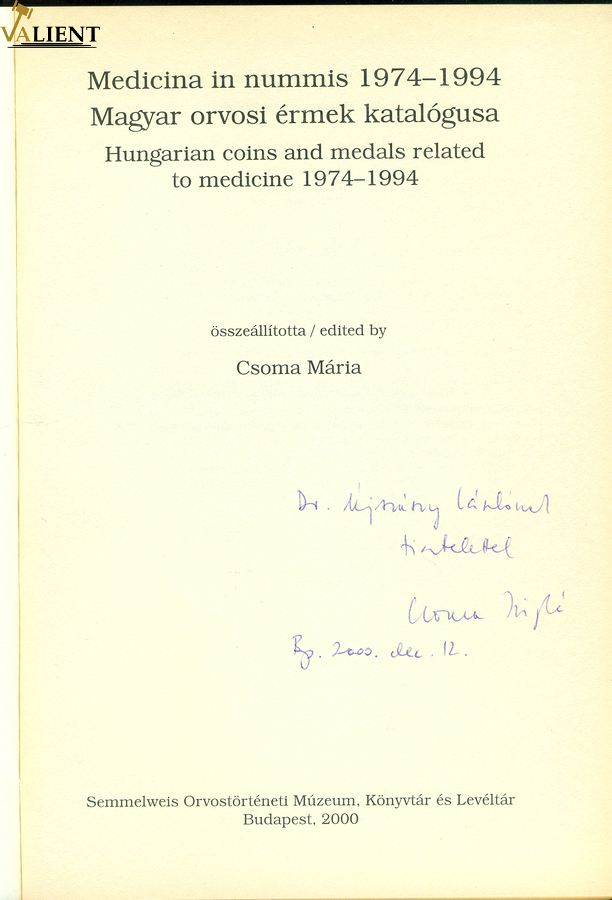 VALIENT
Medicina in nummis 1974–1994
Magyar orvosi érmek katalógusa
Hungarian coins and medals related
to medicine 1974–1994
összeállította / edited by
Csoma Mária
Dr. Újszászy Lászlónak
tisztelettel
Csoma
Bp. 2000. dec. 12.
Semmelweis Orvostörténeti Múzeum, Könyvtár és Levéltár
Budapest, 2000